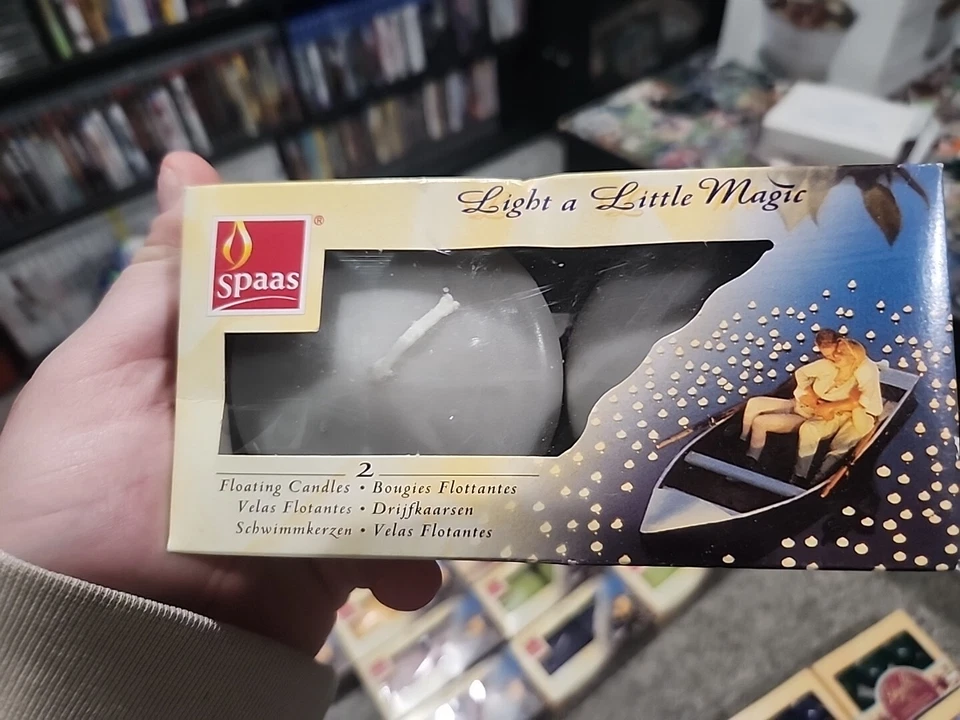 Light a Little Magic
spaas®
2
Floating Candles • Bougies Flottantes
Velas Flotantes • Drijfkaarsen
Schwimmkerzen • Velas Flotantes